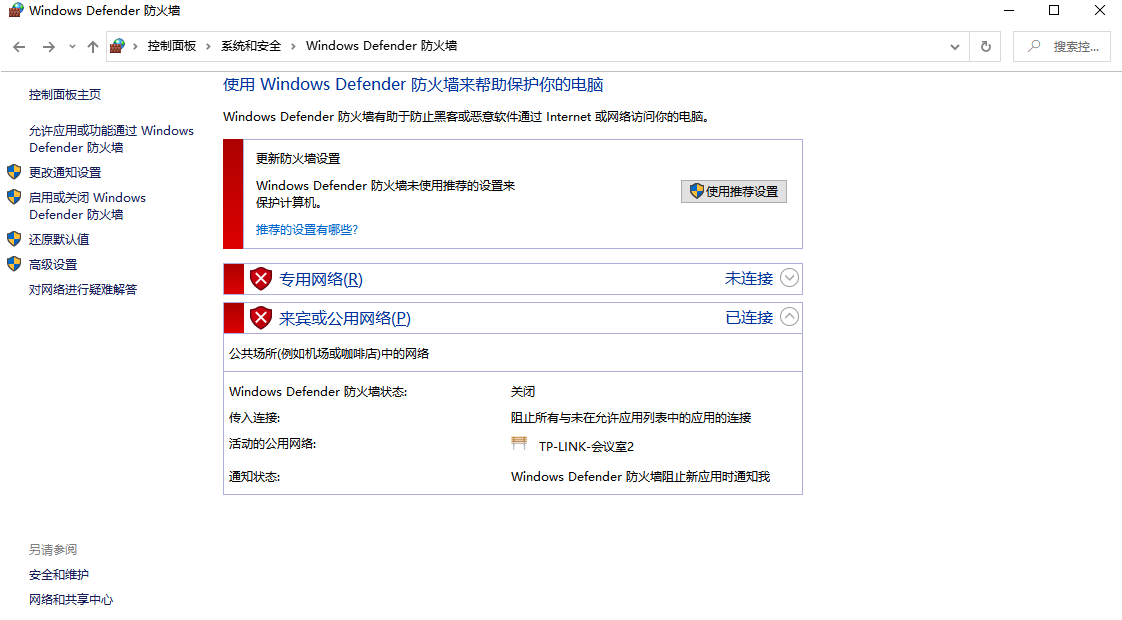 Windows Defender 防火墙
控制面板 › 系统和安全 › Windows Defender 防火墙
搜索控...
控制面板主页
允许应用或功能通过 Windows
Defender 防火墙
更改通知设置
启用或关闭 Windows
Defender 防火墙
还原默认值
高级设置
对网络进行疑难解答
使用 Windows Defender 防火墙来帮助保护你的电脑
Windows Defender 防火墙有助于防止黑客或恶意软件通过 Internet 或网络访问你的电脑。
更新防火墙设置
Windows Defender 防火墙未使用推荐的设置来
保护计算机。
使用推荐设置
推荐的设置有哪些?
专用网络(R) 未连接
来宾或公用网络(P) 已连接
公共场所(例如机场或咖啡店)中的网络
Windows Defender 防火墙状态: 关闭
传入连接: 阻止所有与未在允许应用列表中的应用的连接
活动的公用网络: TP-LINK-会议室2
通知状态: Windows Defender 防火墙阻止新应用时通知我
另请参阅
安全和维护
网络和共享中心